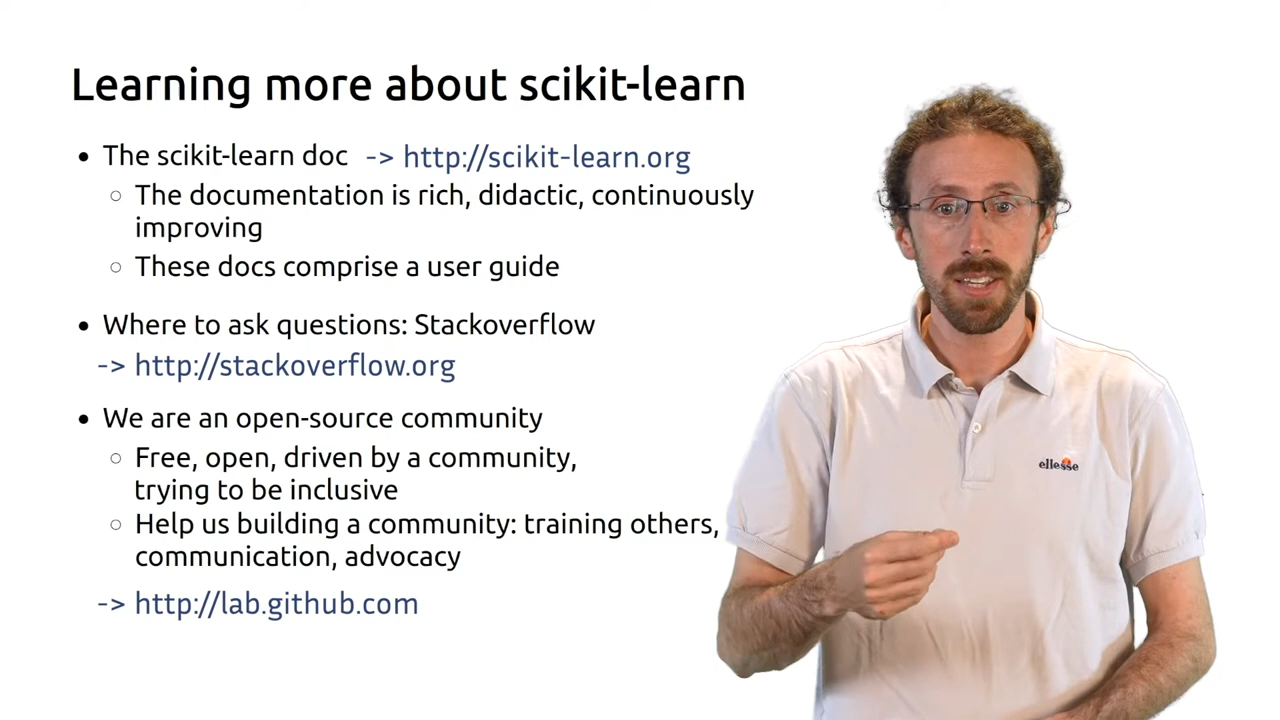 Learning more about scikit-learn
• The scikit-learn doc -> http://scikit-learn.org
○ The documentation is rich, didactic, continuously
improving
○ These docs comprise a user guide
• Where to ask questions: Stackoverflow
-> http://stackoverflow.org
• We are an open-source community
○ Free, open, driven by a community,
trying to be inclusive
○ Help us building a community: training others,
communication, advocacy
-> http://lab.github.com
ellesse